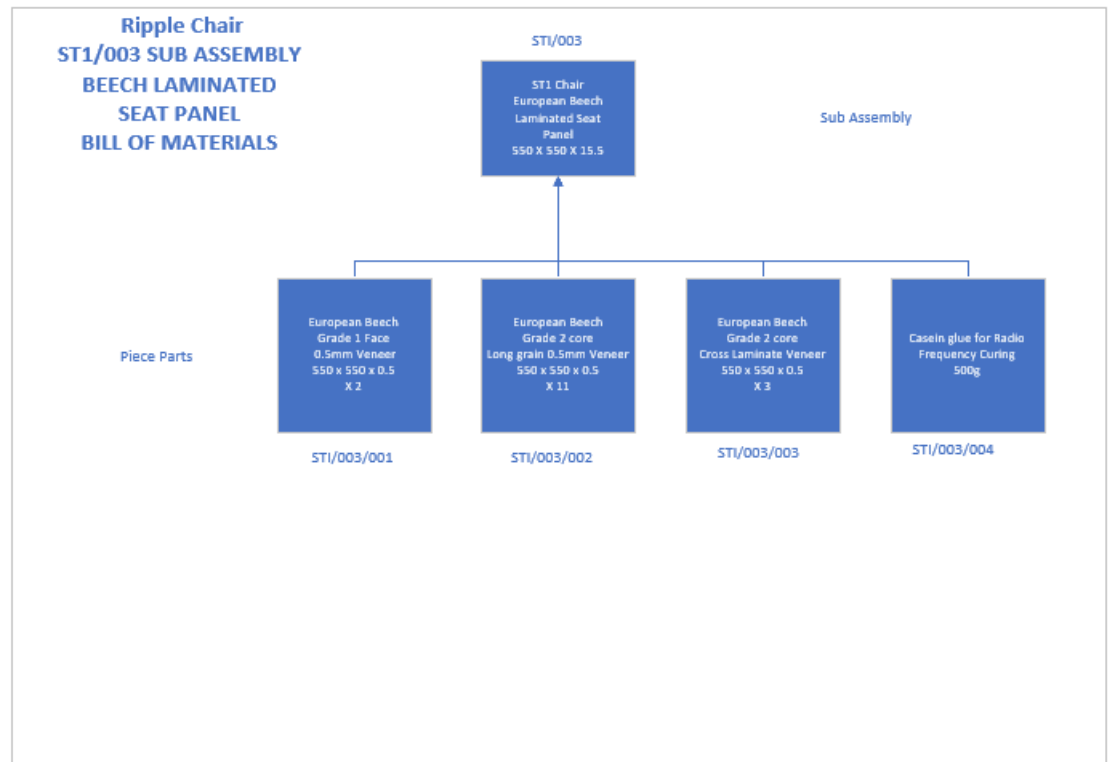 Ripple Chair
ST1/003 SUB ASSEMBLY
BEECH LAMINATED
SEAT PANEL
BILL OF MATERIALS
STI/003
ST1 Chair
European Beech
Laminated Seat
Panel
550 X 550 X 15.5
Sub Assembly
Piece Parts
European Beech
Grade 1 Face
0.5mm Veneer
550 x 550 x 0.5
X 2
STI/003/001
European Beech
Grade 2 core
Long grain 0.5mm Veneer
550 x 550 x 0.5
X 11
STI/003/002
European Beech
Grade 2 core
Cross Laminate Veneer
550 x 550 x 0.5
X 3
STI/003/003
Casein glue for Radio
Frequency Curing
500g
STI/003/004